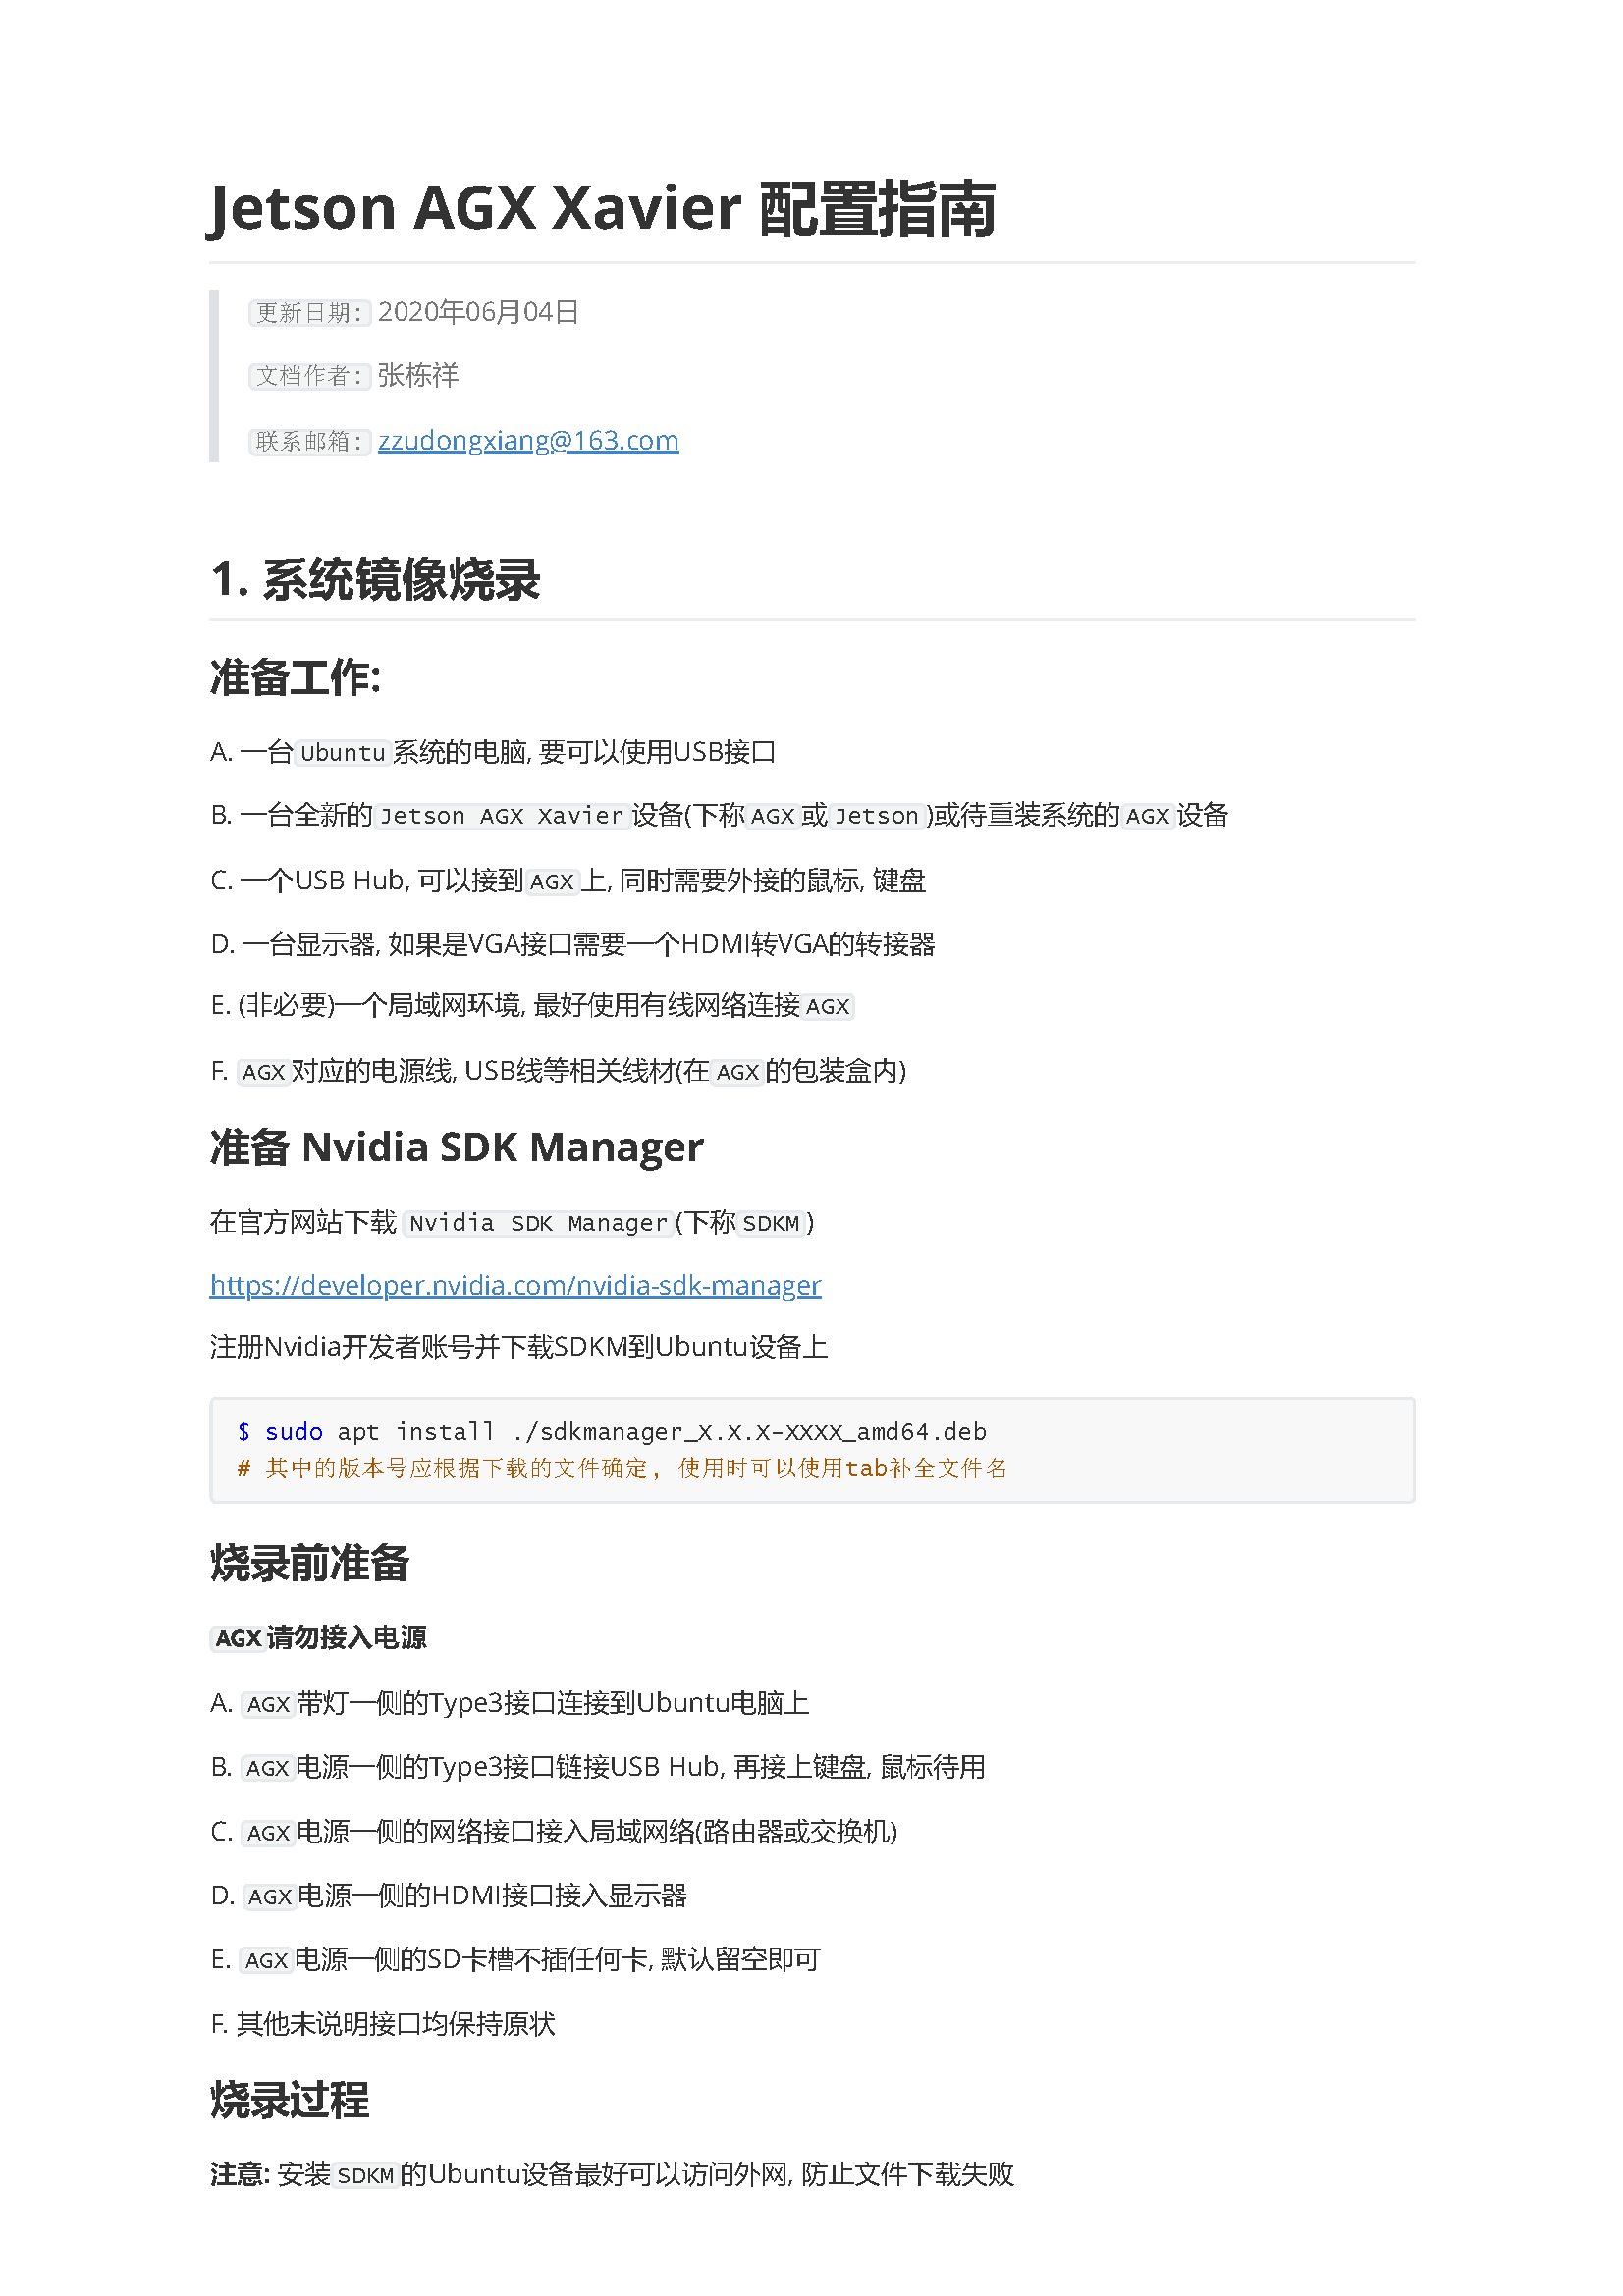 Jetson AGX Xavier 配置指南
更新日期: 2020年06月04日
文档作者: 张栋祥
联系邮箱: zzudongxiang@163.com
1. 系统镜像烧录
准备工作:
A. 一台Ubuntu系统的电脑, 要可以使用USB接口
B. 一台全新的Jetson AGX Xavier设备(下称AGX或Jetson)或待重装系统的AGX设备
C. 一个USB Hub, 可以接到AGX上, 同时需要外接的鼠标, 键盘
D. 一台显示器, 如果是VGA接口需要一个HDMI转VGA的转接器
E. (非必要)一个局域网环境, 最好使用有线网络连接AGX
F. AGX对应的电源线, USB线等相关线材(在AGX的包装盒内)
准备 Nvidia SDK Manager
在官方网站下载 Nvidia SDK Manager(下称SDKM)
https://developer.nvidia.com/nvidia-sdk-manager
注册Nvidia开发者账号并下载SDKM到Ubuntu设备上
$ sudo apt install ./sdkmanager_X.X.X-XXXX_amd64.deb
# 其中的版本号应根据下载的文件确定, 使用时可以使用tab补全文件名
烧录前准备
AGX请勿接入电源
A. AGX带灯一侧的Type3接口连接到Ubuntu电脑上
B. AGX电源一侧的Type3接口链接USB Hub, 再接上键盘, 鼠标待用
C. AGX电源一侧的网络接口接入局域网络(路由器或交换机)
D. AGX电源一侧的HDMI接口接入显示器
E. AGX电源一侧的SD卡槽不插任何卡, 默认留空即可
F. 其他未说明接口均保持原状
烧录过程
注意: 安装SDKM的Ubuntu设备最好可以访问外网, 防止文件下载失败